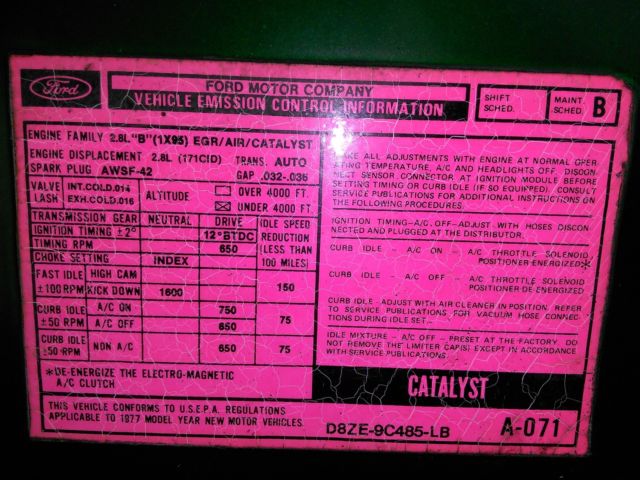 Ford
FORD MOTOR COMPANY
VEHICLE EMISSION CONTROL INFORMATION
SHIFT SCHED.
MAINT. SCHED. B
ENGINE FAMILY 2.8L "B"(1X95) EGR/AIR/CATALYST
ENGINE DISPLACEMENT 2.8L (171CID) TRANS. AUTO
SPARK PLUG AWSF-42 GAP .032-.036
VALVE LASH INT.COLD.014
EXH.COLD.016
ALTITUDE
OVER 4000 FT.
UNDER 4000 FT.
TRANSMISSION GEAR NEUTRAL DRIVE IDLE SPEED REDUCTION (LESS THAN 100 MILES)
IGNITION TIMING ±2° 12°BTDC
TIMING RPM 650
CHOKE SETTING INDEX
FAST IDLE ±100 RPM HIGH CAM 150
KICK DOWN 1600
CURB IDLE ±50 RPM A/C ON 750 75
A/C OFF 650
CURB IDLE ±50 RPM NON A/C 650 75
*DE-ENERGIZE THE ELECTRO-MAGNETIC
A/C CLUTCH
THIS VEHICLE CONFORMS TO U.S.E.P.A. REGULATIONS
APPLICABLE TO 1977 MODEL YEAR NEW MOTOR VEHICLES.
MAKE ALL ADJUSTMENTS WITH ENGINE AT NORMAL OPER-
ATING TEMPERATURE, A/C AND HEADLIGHTS OFF. DISCON-
NECT SENSOR CONNECTOR AT IGNITION MODULE BEFORE
SETTING TIMING OR CURB IDLE (IF SO EQUIPPED). CONSULT
SERVICE PUBLICATIONS FOR ADDITIONAL INSTRUCTIONS ON
THE FOLLOWING PROCEDURES.
IGNITION TIMING-A/C OFF-ADJUST WITH HOSES DISCON-
NECTED AND PLUGGED AT THE DISTRIBUTOR.
CURB IDLE - A/C ON - A/C THROTTLE SOLENOID
POSITIONER ENERGIZED*
CURB IDLE - A/C OFF - A/C THROTTLE SOLENOID
POSITIONER DE-ENERGIZED
CURB IDLE-ADJUST WITH AIR CLEANER IN POSITION. REFER
TO SERVICE PUBLICATIONS FOR VACUUM HOSE CONNEC-
TIONS DURING IDLE SET...
IDLE MIXTURE - A/C OFF - PRESET AT THE FACTORY. DO
NOT REMOVE THE LIMITER CAP(S) EXCEPT IN ACCORDANCE
WITH SERVICE PUBLICATIONS.
CATALYST
D8ZE-9C485-LB A-071